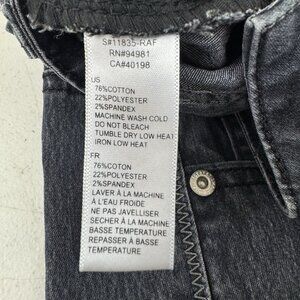 S#11835-RAF
RN#94981
CA#40198
US
76%COTTON
22%POLYESTER
2%SPANDEX
MACHINE WASH COLD
DO NOT BLEACH
TUMBLE DRY LOW HEAT
IRON LOW HEAT
FR
76%COTON
22%POLYESTER
2%SPANDEX
LAVER À LA MACHINE
À L'EAU FROIDE
NE PAS JAVELLISER
SECHER À LA MACHINE
BASSE TEMPERATURE
REPASSER À BASSE
TEMPERATURE